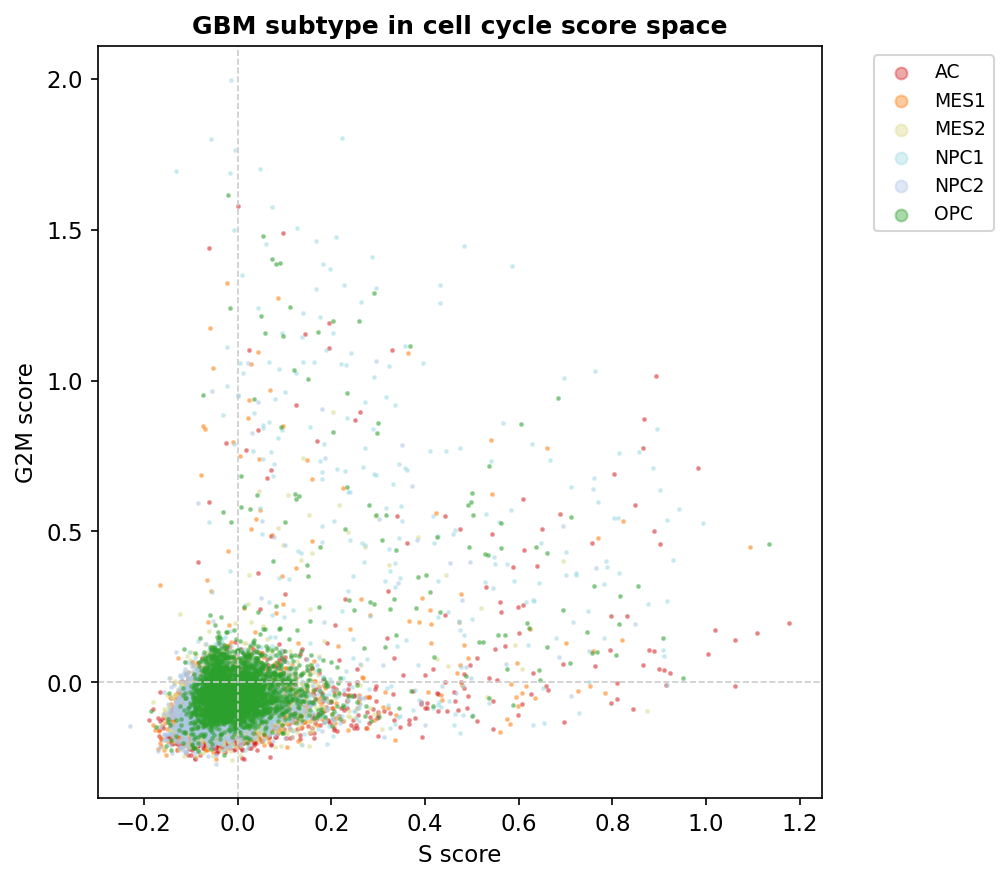 GBM subtype in cell cycle score space
2.0
1.5
1.0
0.5
0.0
G2M score
−0.2
0.0
0.2
0.4
0.6
0.8
1.0
1.2
S score
AC
MES1
MES2
NPC1
NPC2
OPC